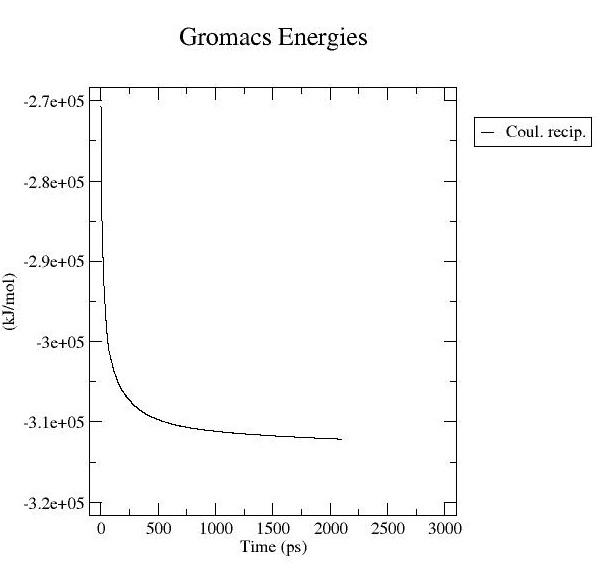 Gromacs Energies
-2.7e+05
Coul. recip.
-2.8e+05
-2.9e+05
(kJ/mol)
-3e+05
-3.1e+05
-3.2e+05
0 500 1000 1500 2000 2500 3000
Time (ps)